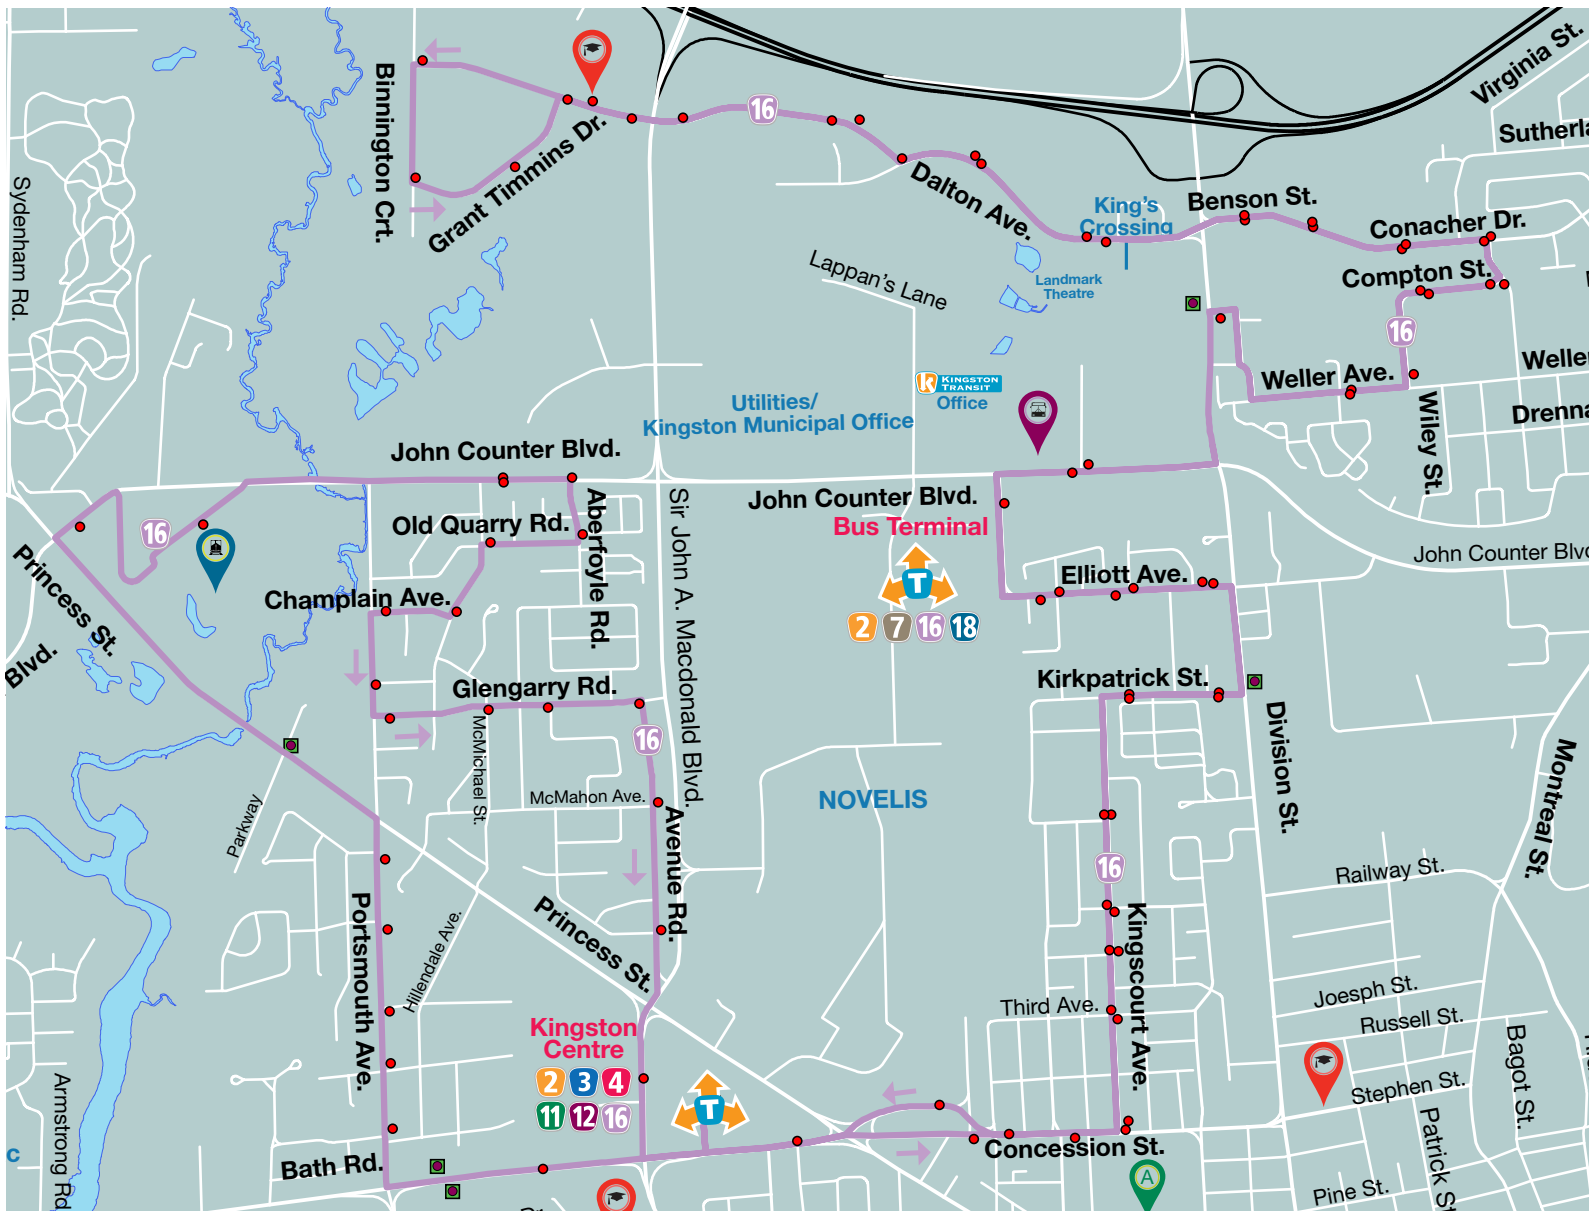 Virginia St.
Sutherla
Binnington Crt.
Grant Timmins Dr.
16
Dalton Ave.
King's
Crossing
Benson St.
Conacher Dr.
Compton St.
Sydenham Rd.
Lappan's Lane
Landmark
Theatre
16
Weller
Weller Ave.
Drenna
Wiley St.
k KINGSTON
TRANSIT
Office
Utilities/
Kingston Municipal Office
John Counter Blvd.
John Counter Blvd.
Bus Terminal
T
2 7 16 18
Sir John A. Macdonald Blvd.
Aberfoyle Rd.
Old Quarry Rd.
16
Princess St.
Blvd.
Champlain Ave.
Elliott Ave.
John Counter Blvd
Kirkpatrick St.
Glengarry Rd.
16
McMichael St.
McMahon Ave.
Avenue Rd.
NOVELIS
Division St.
Montreal St.
Parkway
16
Railway St.
Portsmouth Ave.
Hillendale Ave.
Princess St.
Kingscourt Ave.
Third Ave.
Joesph St.
Russell St.
Stephen St.
Bagot St.
Patrick St
Pine St.
Kingston
Centre
2 3 4
11 12 16
T
Concession St.
A
Bath Rd.
Armstrong Rd
c